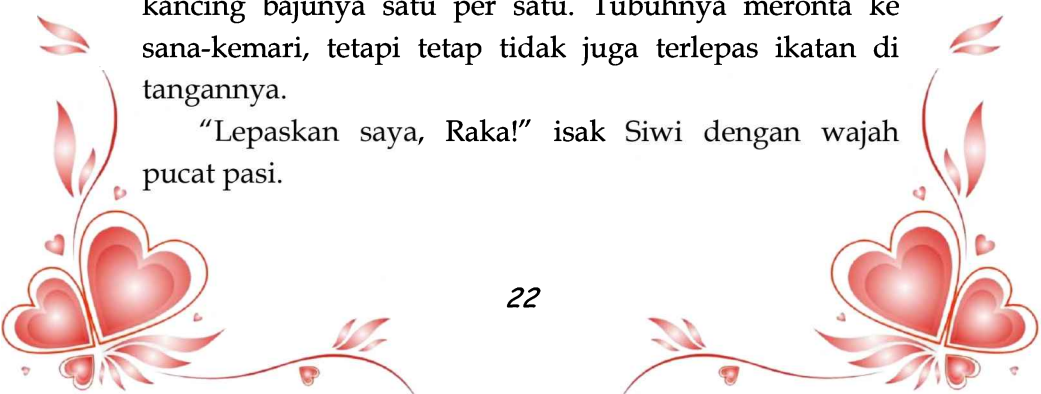 kancing bajunya satu per satu. Tubuhnya meronta ke
sana-kemari, tetapi tetap tidak juga terlepas ikatan di
tangannya.
“Lepaskan saya, Raka!” isak Siwi dengan wajah
pucat pasi.
22